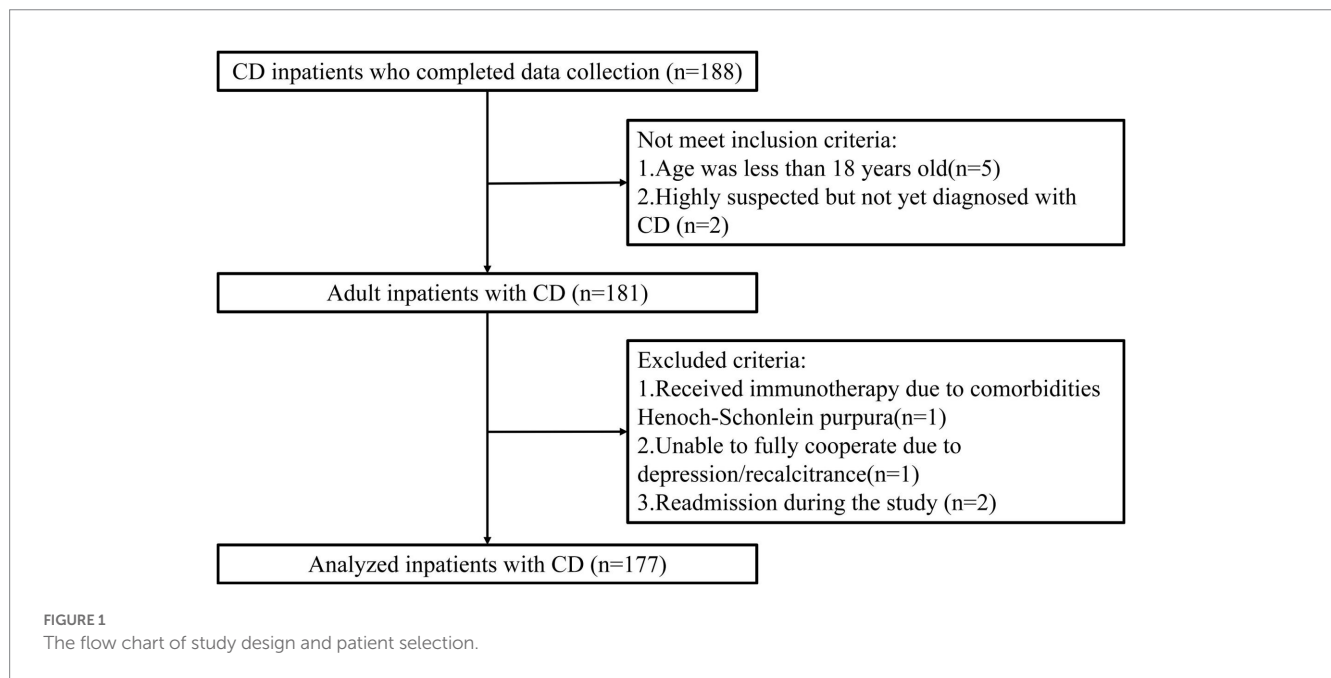 CD inpatients who completed data collection (n=188)
Not meet inclusion criteria:
1.Age was less than 18 years old(n=5)
2.Highly suspected but not yet diagnosed with
CD (n=2)
Adult inpatients with CD (n=181)
Excluded criteria:
1.Received immunotherapy due to comorbidities
Henoch-Schonlein purpura(n=1)
2.Unable to fully cooperate due to
depression/recalcitrance(n=1)
3.Readmission during the study (n=2)
Analyzed inpatients with CD (n=177)
FIGURE 1
The flow chart of study design and patient selection.